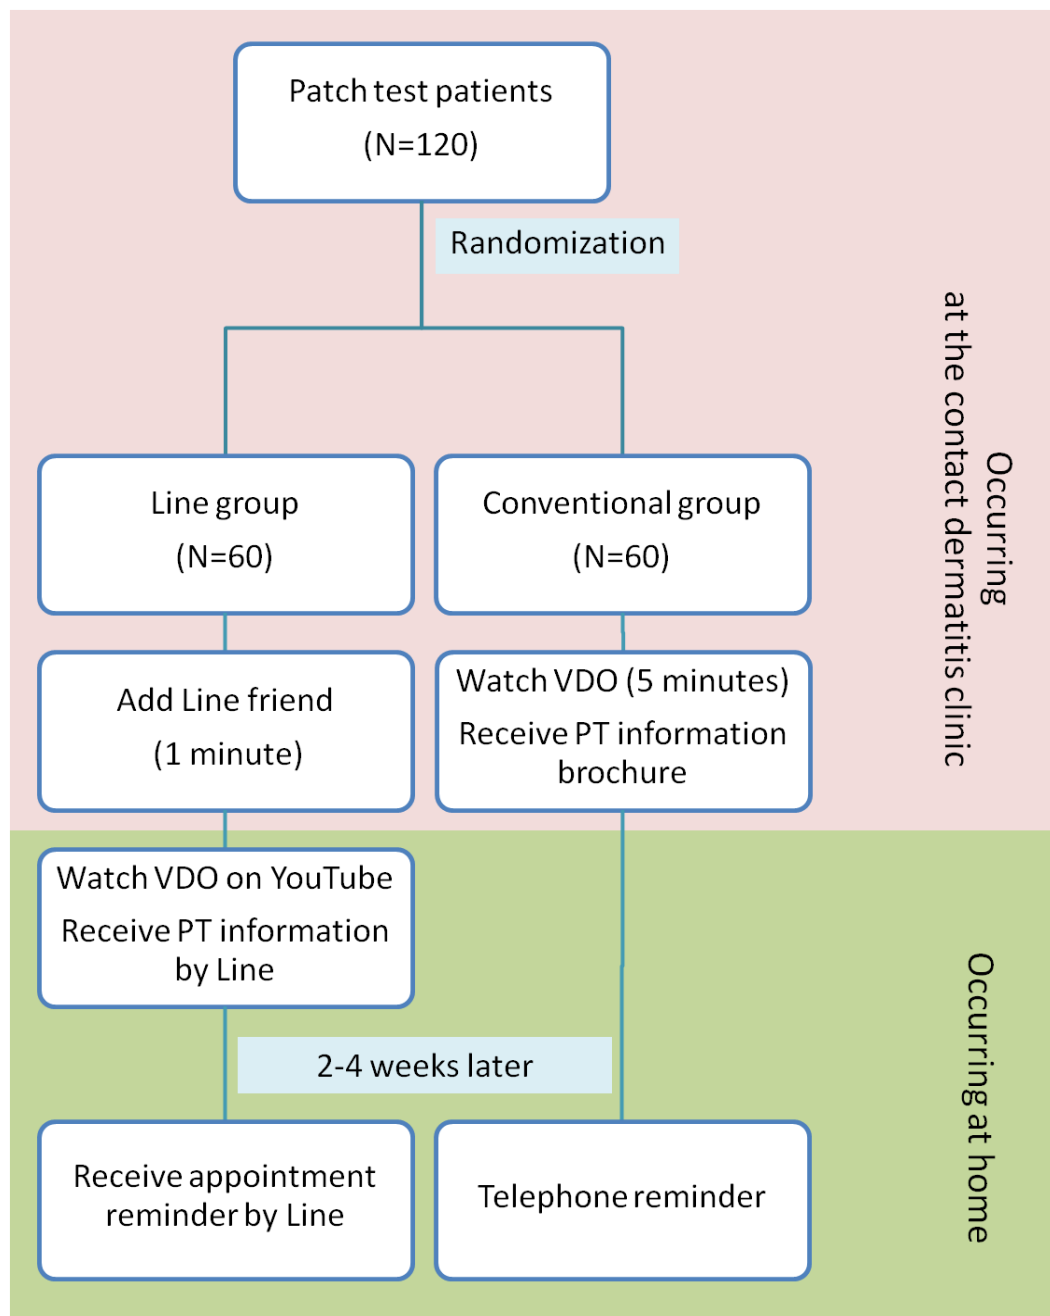 Patch test patients
(N=120)
Randomization
Line group
(N=60)
Conventional group
(N=60)
Add Line friend
(1 minute)
Watch VDO (5 minutes)
Receive PT information
brochure
Occurring
at the contact dermatitis clinic
Watch VDO on YouTube
Receive PT information
by Line
2-4 weeks later
Receive appointment
reminder by Line
Telephone reminder
Occurring at home